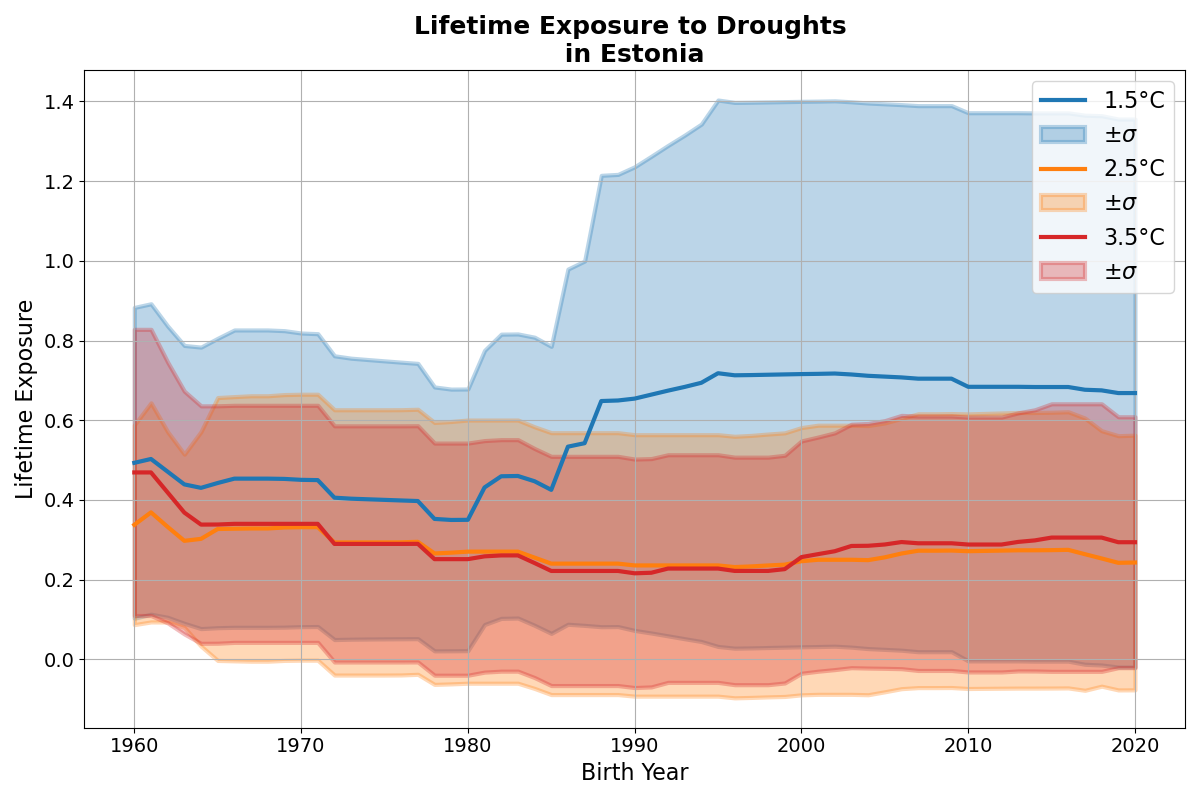 Lifetime Exposure to Droughts
in Estonia
Lifetime Exposure
1.4
1.2
1.0
0.8
0.6
0.4
0.2
0.0
1.5°C
±σ
2.5°C
±σ
3.5°C
±σ
1960 1970 1980 1990 2000 2010 2020
Birth Year